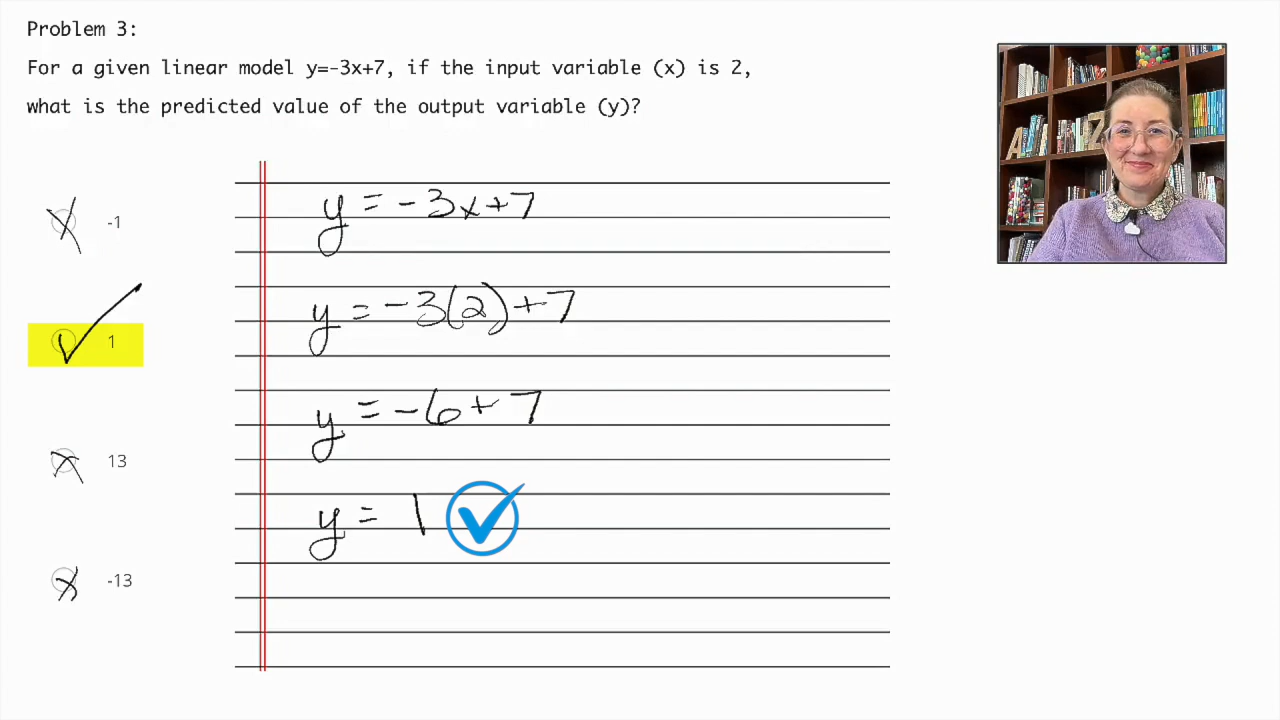 Problem 3:
For a given linear model y=-3x+7, if the input variable (x) is 2,
what is the predicted value of the output variable (y)?
-1
1
13
-13
y = -3x+7
y = -3(2)+7
y = -6+7
y = 1
A
Z